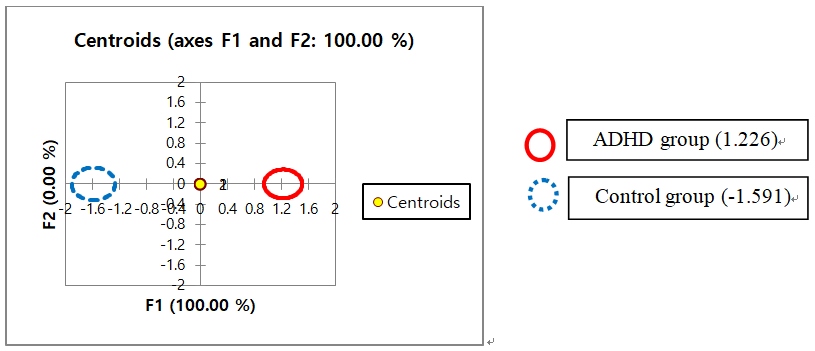 Centroids (axes F1 and F2: 100.00 %)
2
1.6
1.2
0.8
0.4
0
-0.4
-0.8
-1.2
-1.6
-2
-2 -1.6 -1.2 -0.8 -0.4 0 0.4 0.8 1.2 1.6 2
F2 (0.00 %)
F1 (100.00 %)
Centroids
ADHD group (1.226)
Control group (-1.591)